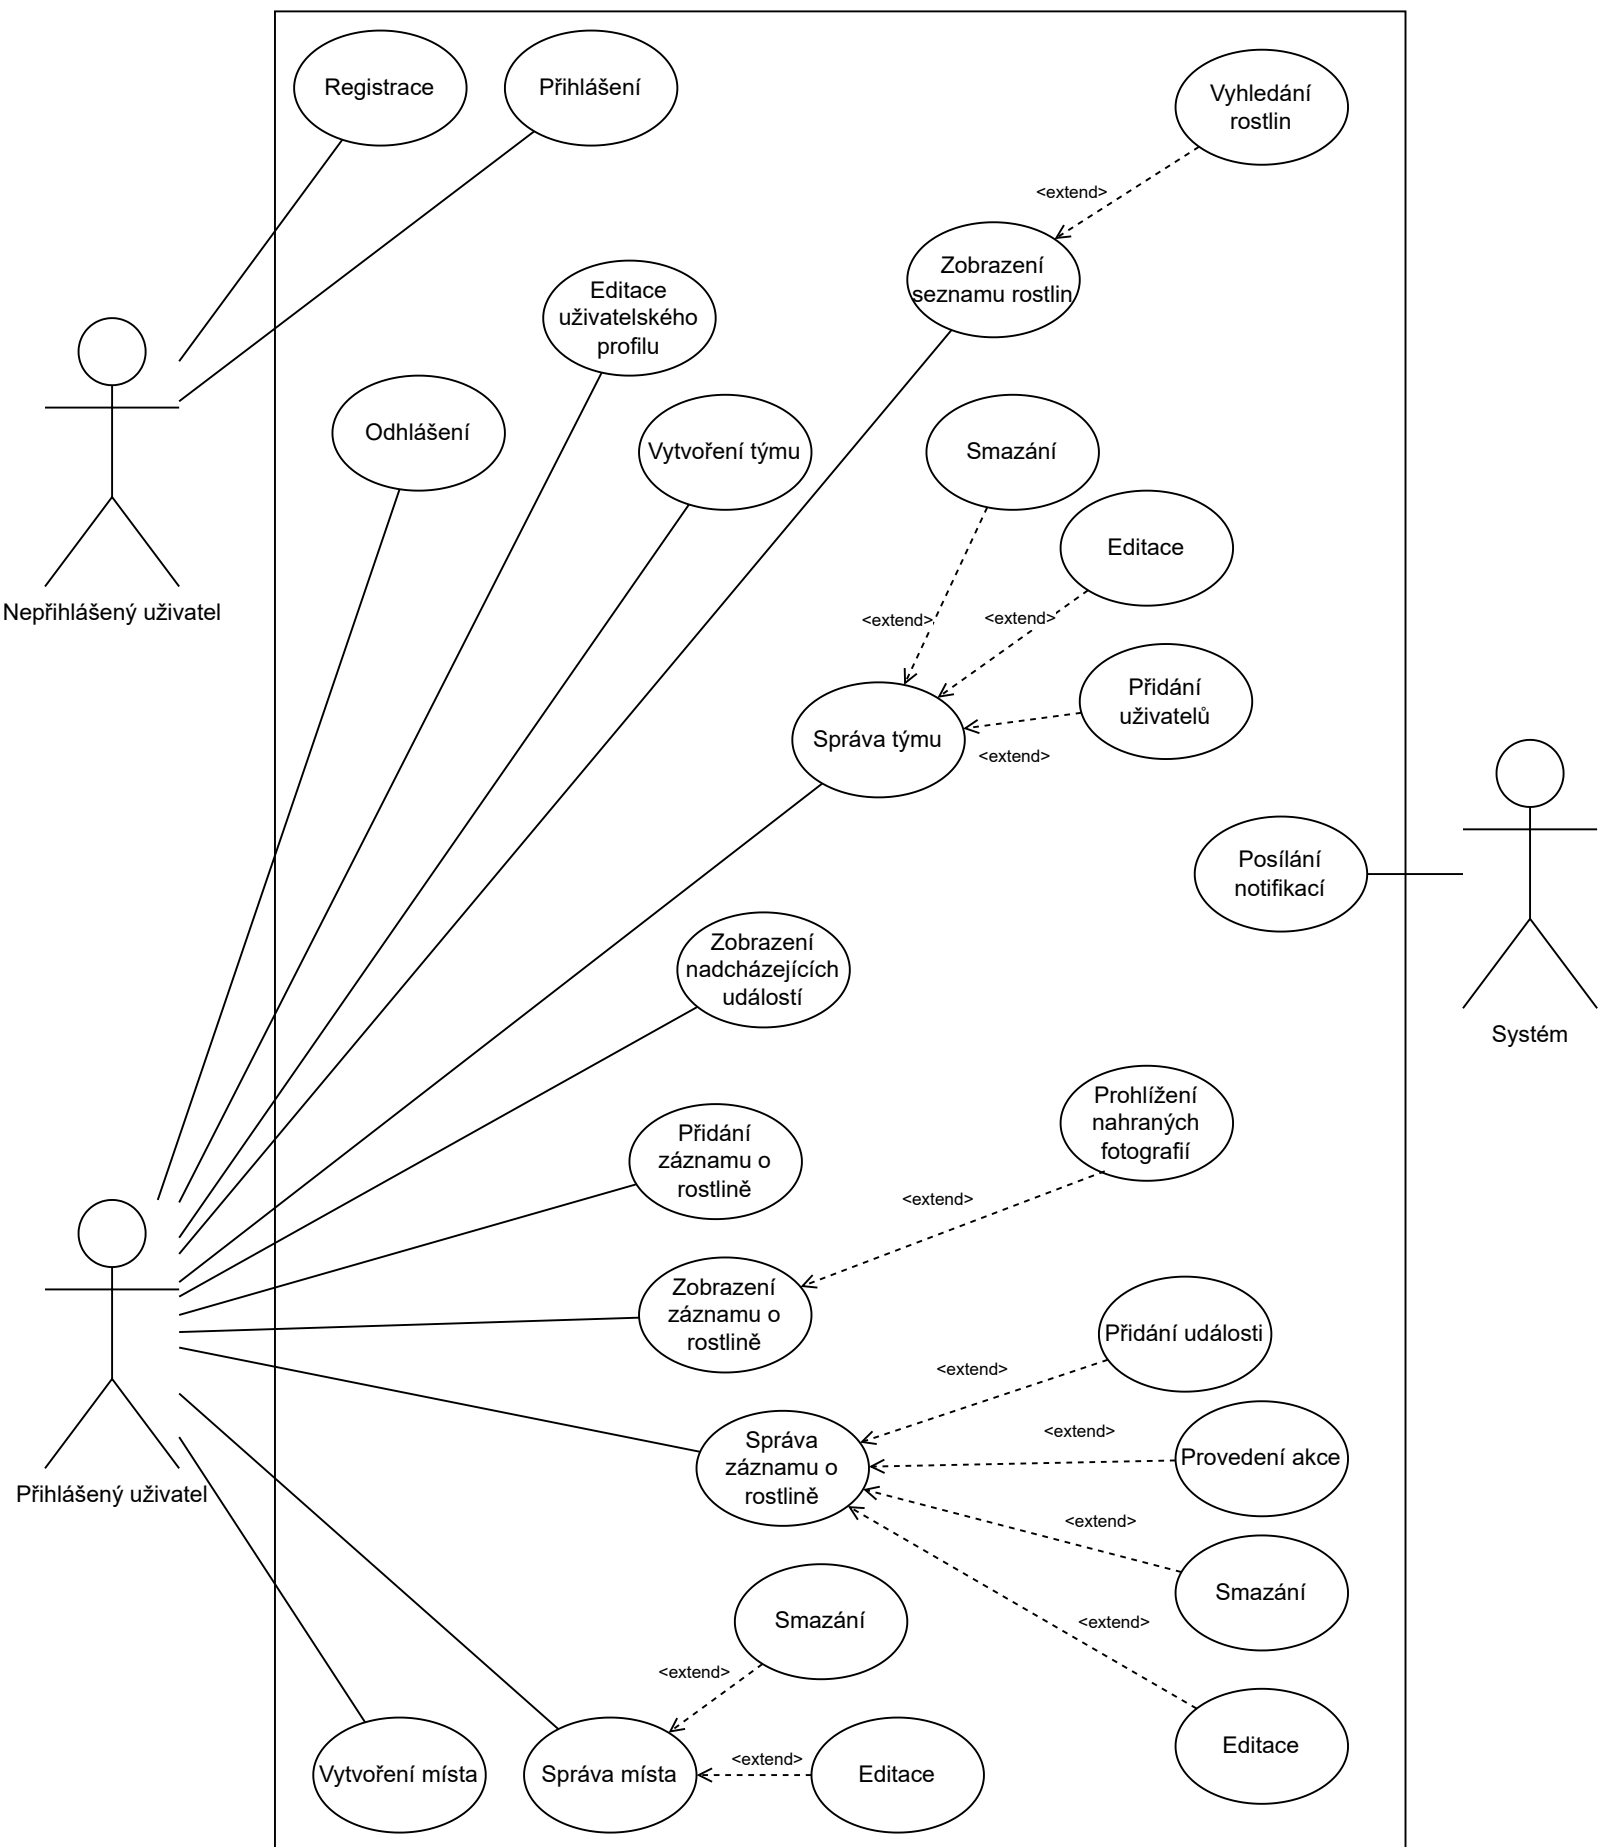 Registrace
Přihlášení
Vyhledání
rostlin
<extend>
Zobrazení
seznamu rostlin
Editace
uživatelského
profilu
Odhlášení
Vytvoření týmu
Smazání
Editace
Nepřihlášený uživatel
<extend>
<extend>
Přidání
uživatelů
Správa týmu
<extend>
Posílání
notifikací
Zobrazení
nadcházejících
událostí
Systém
Prohlížení
nahraných
fotografií
Přidání
záznamu o
rostlině
<extend>
Zobrazení
záznamu o
rostlině
Přidání události
<extend>
<extend>
Správa
záznamu o
rostlině
Provedení akce
Přihlášený uživatel
<extend>
Smazání
Smazání
<extend>
<extend>
Editace
<extend>
Vytvoření místa
Správa místa
Editace